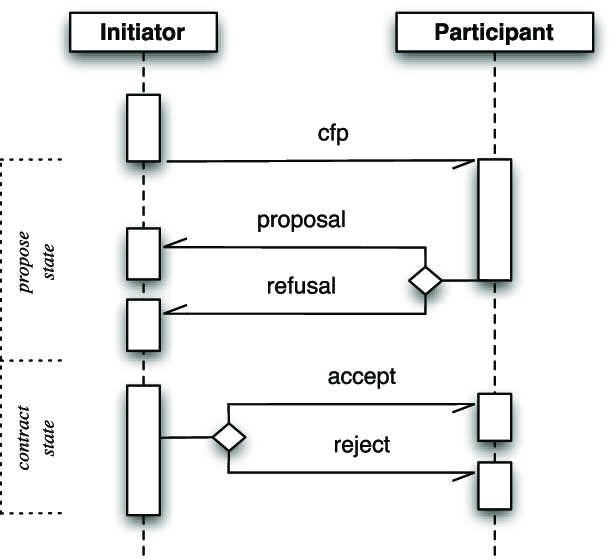 Initiator
Participant
cfp
proposal
refusal
propose
state
accept
reject
contract
state